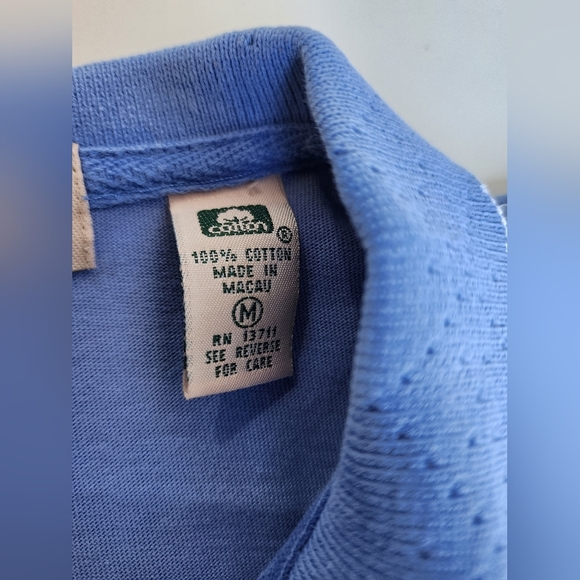 cotton ®
100% COTTON
MADE IN
MACAU
M
RN 13711
SEE REVERSE
FOR CARE